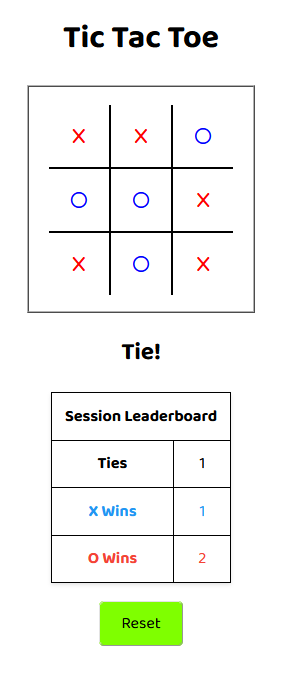 Tic Tac Toe
X X O
O O X
X O X
Tie!
Session Leaderboard
Ties 1
X Wins 1
O Wins 2
Reset